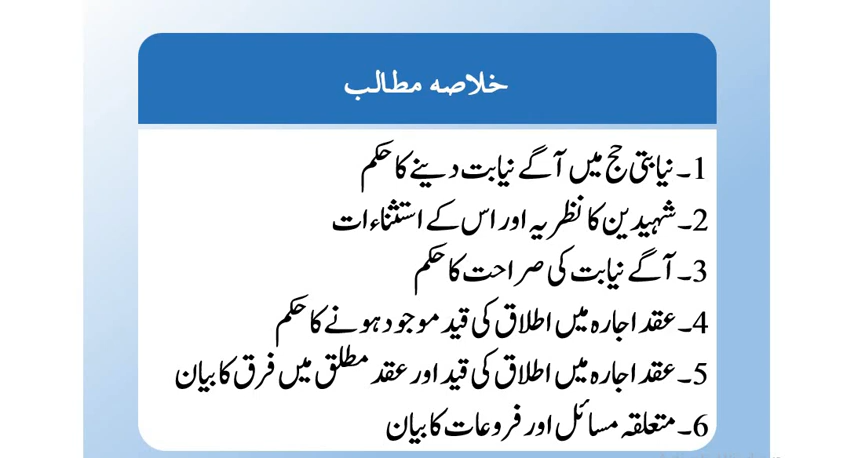 خلاصہ مطالب
1۔ نیابتی حج میں آگے نیابت دینے کا حکم
2۔ شہیدین کا نظریہ اور اس کے استثناءات
3۔ آگے نیابت کی صراحت کا حکم
4۔ عقد اجارہ میں اطلاق کی قید موجود ہونے کا حکم
5۔ عقد اجارہ میں اطلاق کی قید اور عقد مطلق میں فرق کا بیان
6۔ متعلقہ مسائل اور فروعات کا بیان